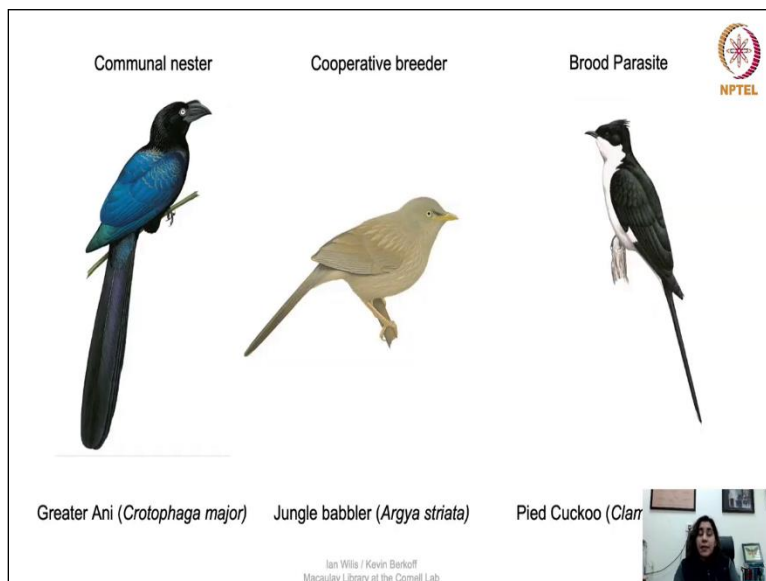 Communal nester
Cooperative breeder
Brood Parasite
NPTEL
Greater Ani (Crotophaga major)
Jungle babbler (Argya striata)
Pied Cuckoo (Clam
Ian Wilis / Kevin Berkoff
Macaulay Library at the Cornell Lab